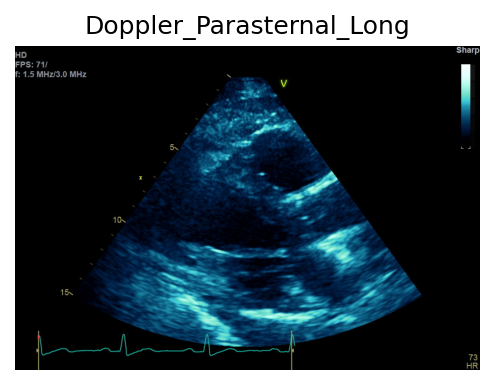 Doppler_Parasternal_Long
HD
FPS: 71/
f: 1.5 MHz/3.0 MHz
Sharp
V
5
10
15
73
HR